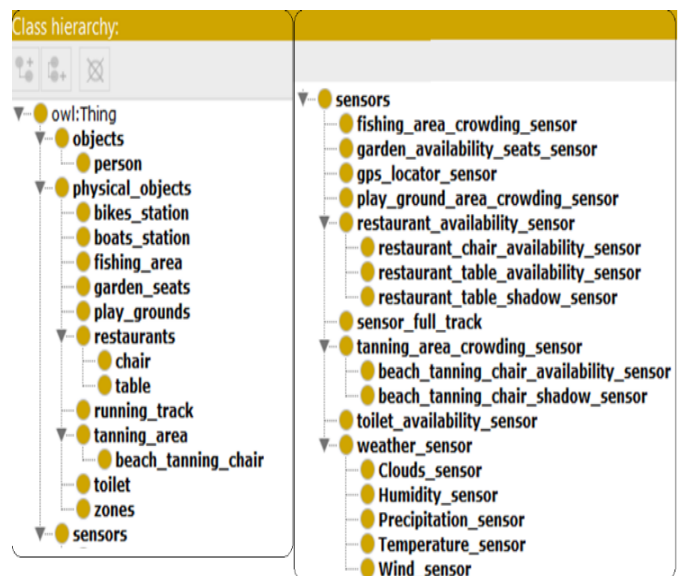 Class hierarchy:
owl:Thing
objects
person
physical_objects
bikes_station
boats_station
fishing_area
garden_seats
play_grounds
restaurants
chair
table
running_track
tanning_area
beach_tanning_chair
toilet
zones
sensors
sensors
fishing_area_crowding_sensor
garden_availability_seats_sensor
gps_locator_sensor
play_ground_area_crowding_sensor
restaurant_availability_sensor
restaurant_chair_availability_sensor
restaurant_table_availability_sensor
restaurant_table_shadow_sensor
sensor_full_track
tanning_area_crowding_sensor
beach_tanning_chair_availability_sensor
beach_tanning_chair_shadow_sensor
toilet_availability_sensor
weather_sensor
Clouds_sensor
Humidity_sensor
Precipitation_sensor
Temperature_sensor
Wind_sensor